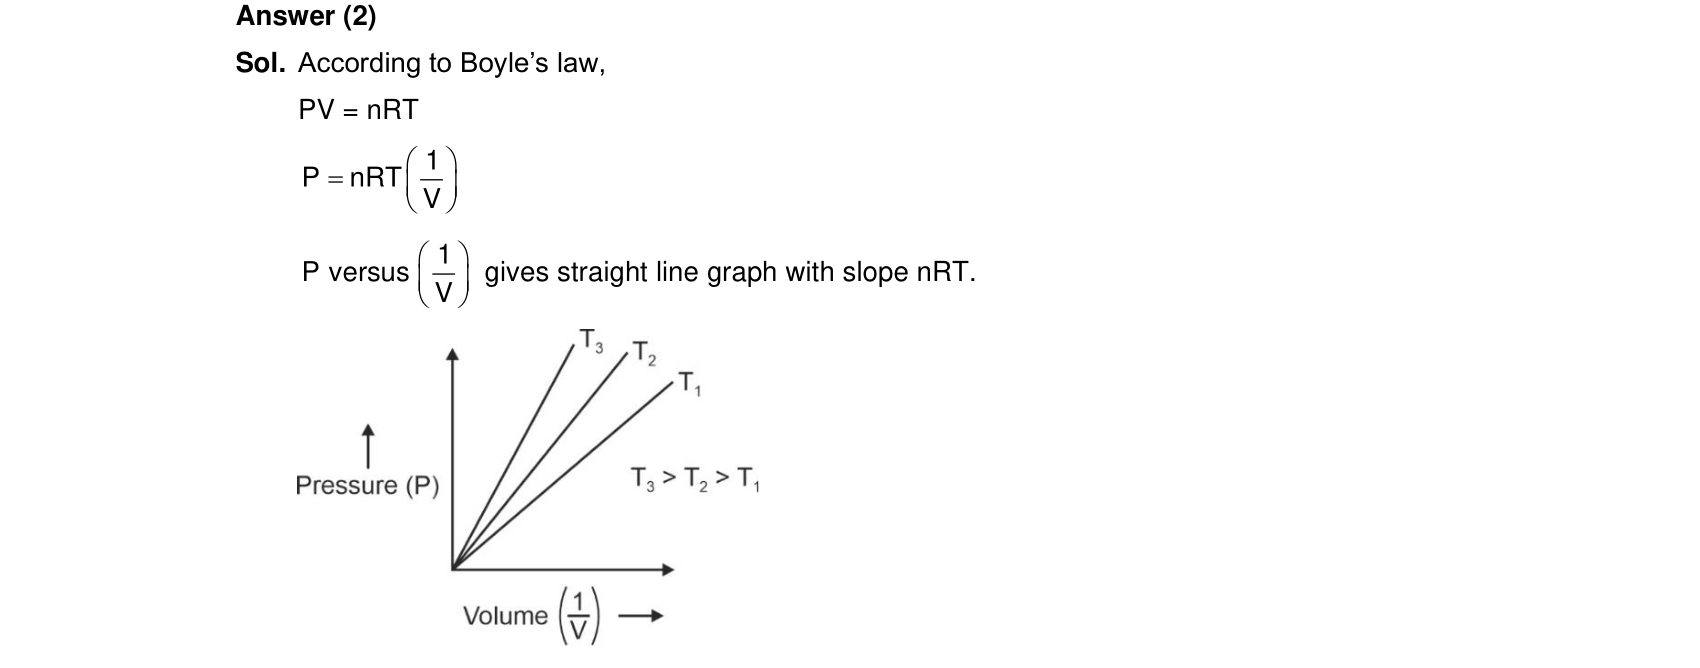 Answer (2)
Sol. According to Boyle’s law,
PV = nRT
P = nRT(1/V)
P versus (1/V) gives straight line graph with slope nRT.
T₃
T₂
T₁
T₃ > T₂ > T₁
Pressure (P)
Volume (1/V)